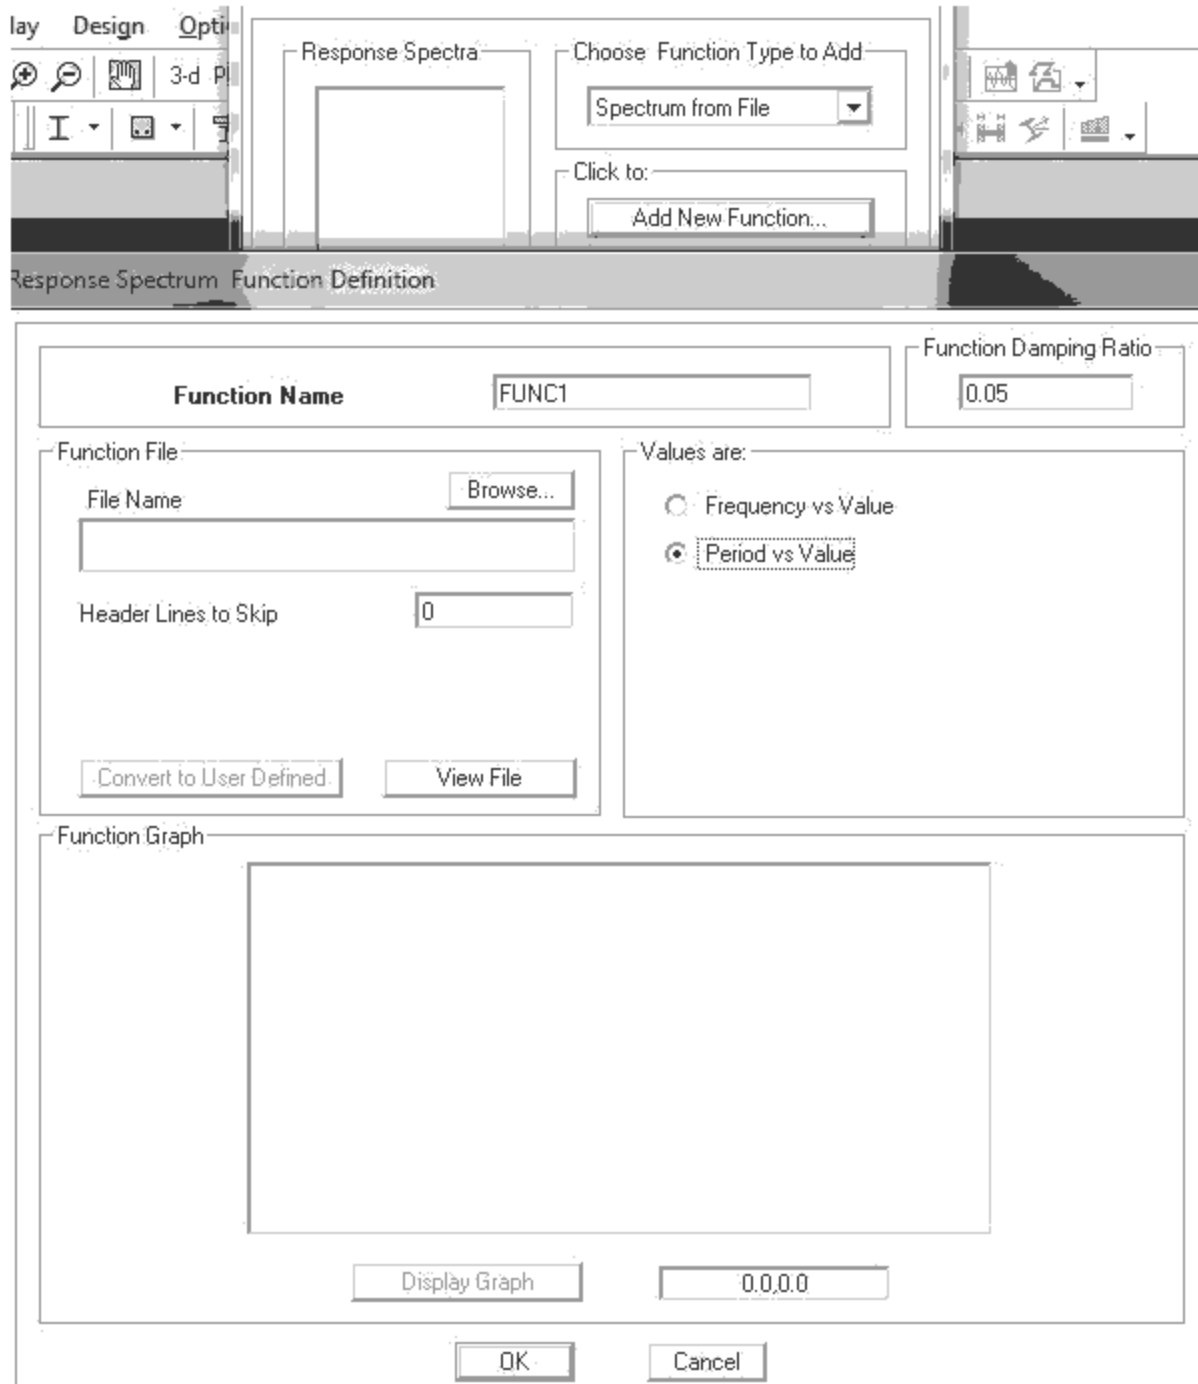 lay Design Opti
Response Spectra
Choose Function Type to Add
3-d
Spectrum from File
Click to:
Add New Function...
Response Spectrum Function Definition
Function Name
FUNC1
Function Damping Ratio
0.05
Function File
File Name
Browse...
Header Lines to Skip
0
Convert to User Defined
View File
Values are:
Frequency vs Value
Period vs Value
Function Graph
Display Graph
0.0,0.0
OK
Cancel